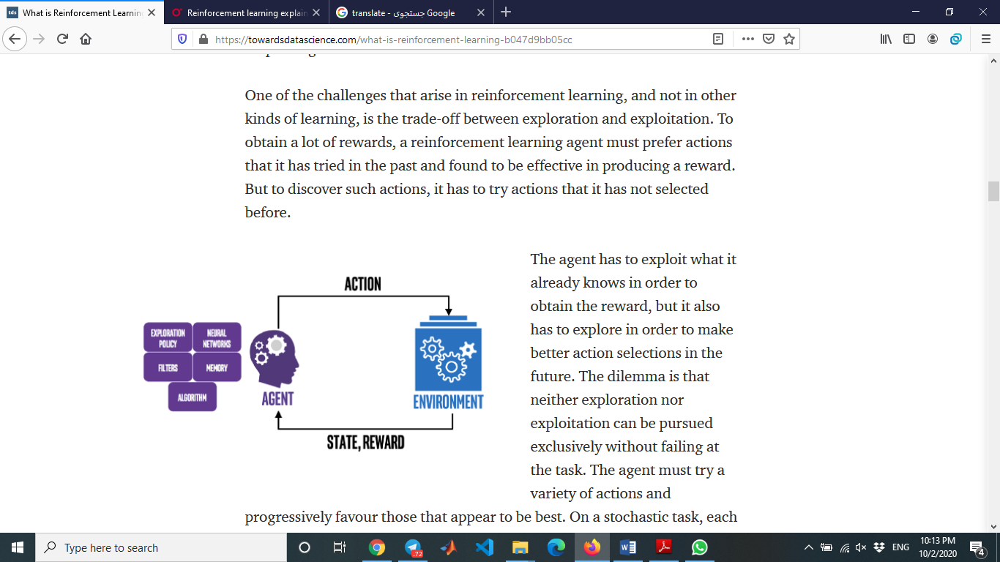 What is Reinforcement Learning
Reinforcement learning explain
translate - جستجوی Google
https://towardsdatascience.com/what-is-reinforcement-learning-b047d9bb05cc
One of the challenges that arise in reinforcement learning, and not in other
kinds of learning, is the trade-off between exploration and exploitation. To
obtain a lot of rewards, a reinforcement learning agent must prefer actions
that it has tried in the past and found to be effective in producing a reward.
But to discover such actions, it has to try actions that it has not selected
before.
ACTION
EXPLORATION
POLICY
NEURAL
NETWORKS
FILTERS
MEMORY
ALGORITHM
AGENT
ENVIRONMENT
STATE, REWARD
The agent has to exploit what it
already knows in order to
obtain the reward, but it also
has to explore in order to make
better action selections in the
future. The dilemma is that
neither exploration nor
exploitation can be pursued
exclusively without failing at
the task. The agent must try a
variety of actions and
progressively favour those that appear to be best. On a stochastic task, each
Type here to search
72
ENG
10:13 PM
10/2/2020
4